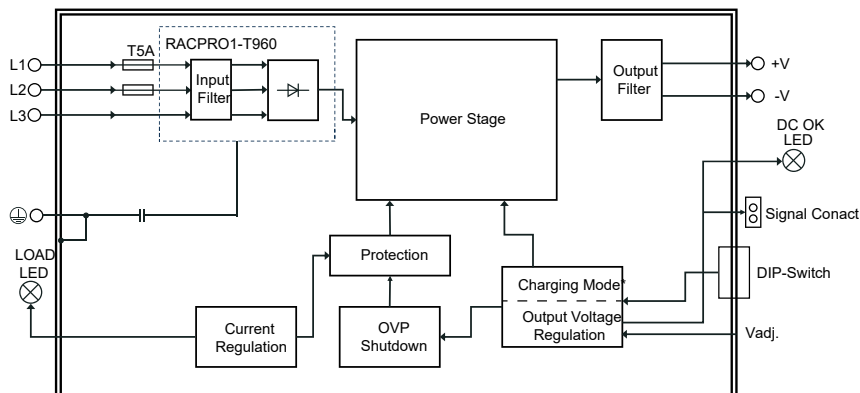 RACPRO1-T960
T5A
L1
L2
L3
Input
Filter
Power Stage
Output
Filter
+V
-V
DC OK
LED
Signal Conact
LOAD
LED
Protection
DIP-Switch
Charging Mode*
Output Voltage
Regulation
Current
Regulation
OVP
Shutdown
Vadj.